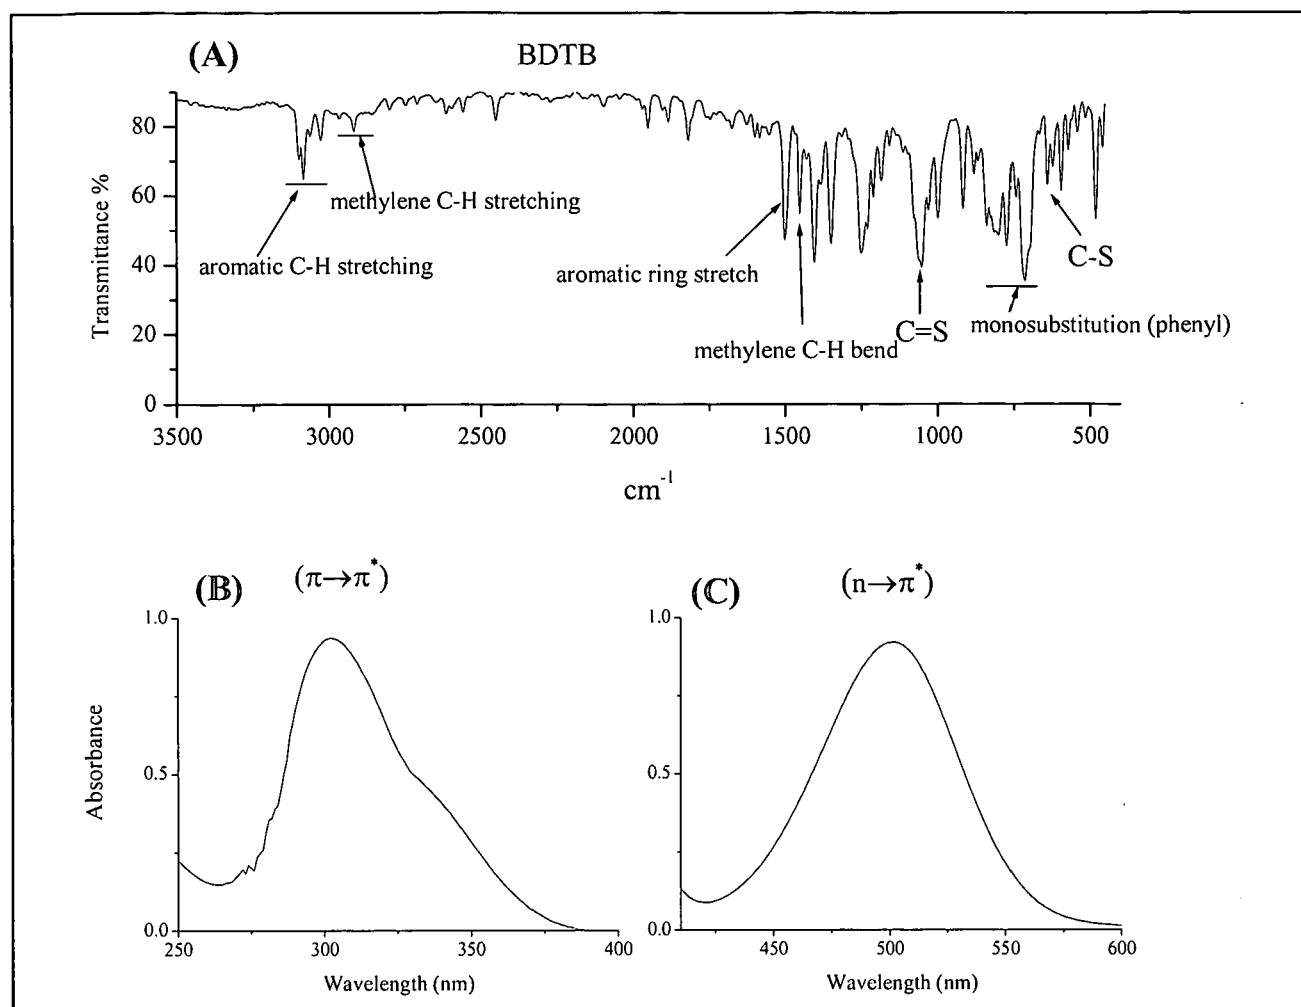 (A)
BDTB
Transmittance %
80
60
40
20
0
methylene C-H stretching
aromatic C-H stretching
aromatic ring stretch
methylene C-H bend
C=S
C-S
monosubstitution (phenyl)
3500 3000 2500 2000 1500 1000 500
cm-1
(B)
(π→π*)
Absorbance
1.0
0.5
0.0
250 300 350 400
Wavelength (nm)
(C)
(n→π*)
1.0
0.5
0.0
450 500 550 600
Wavelength (nm)